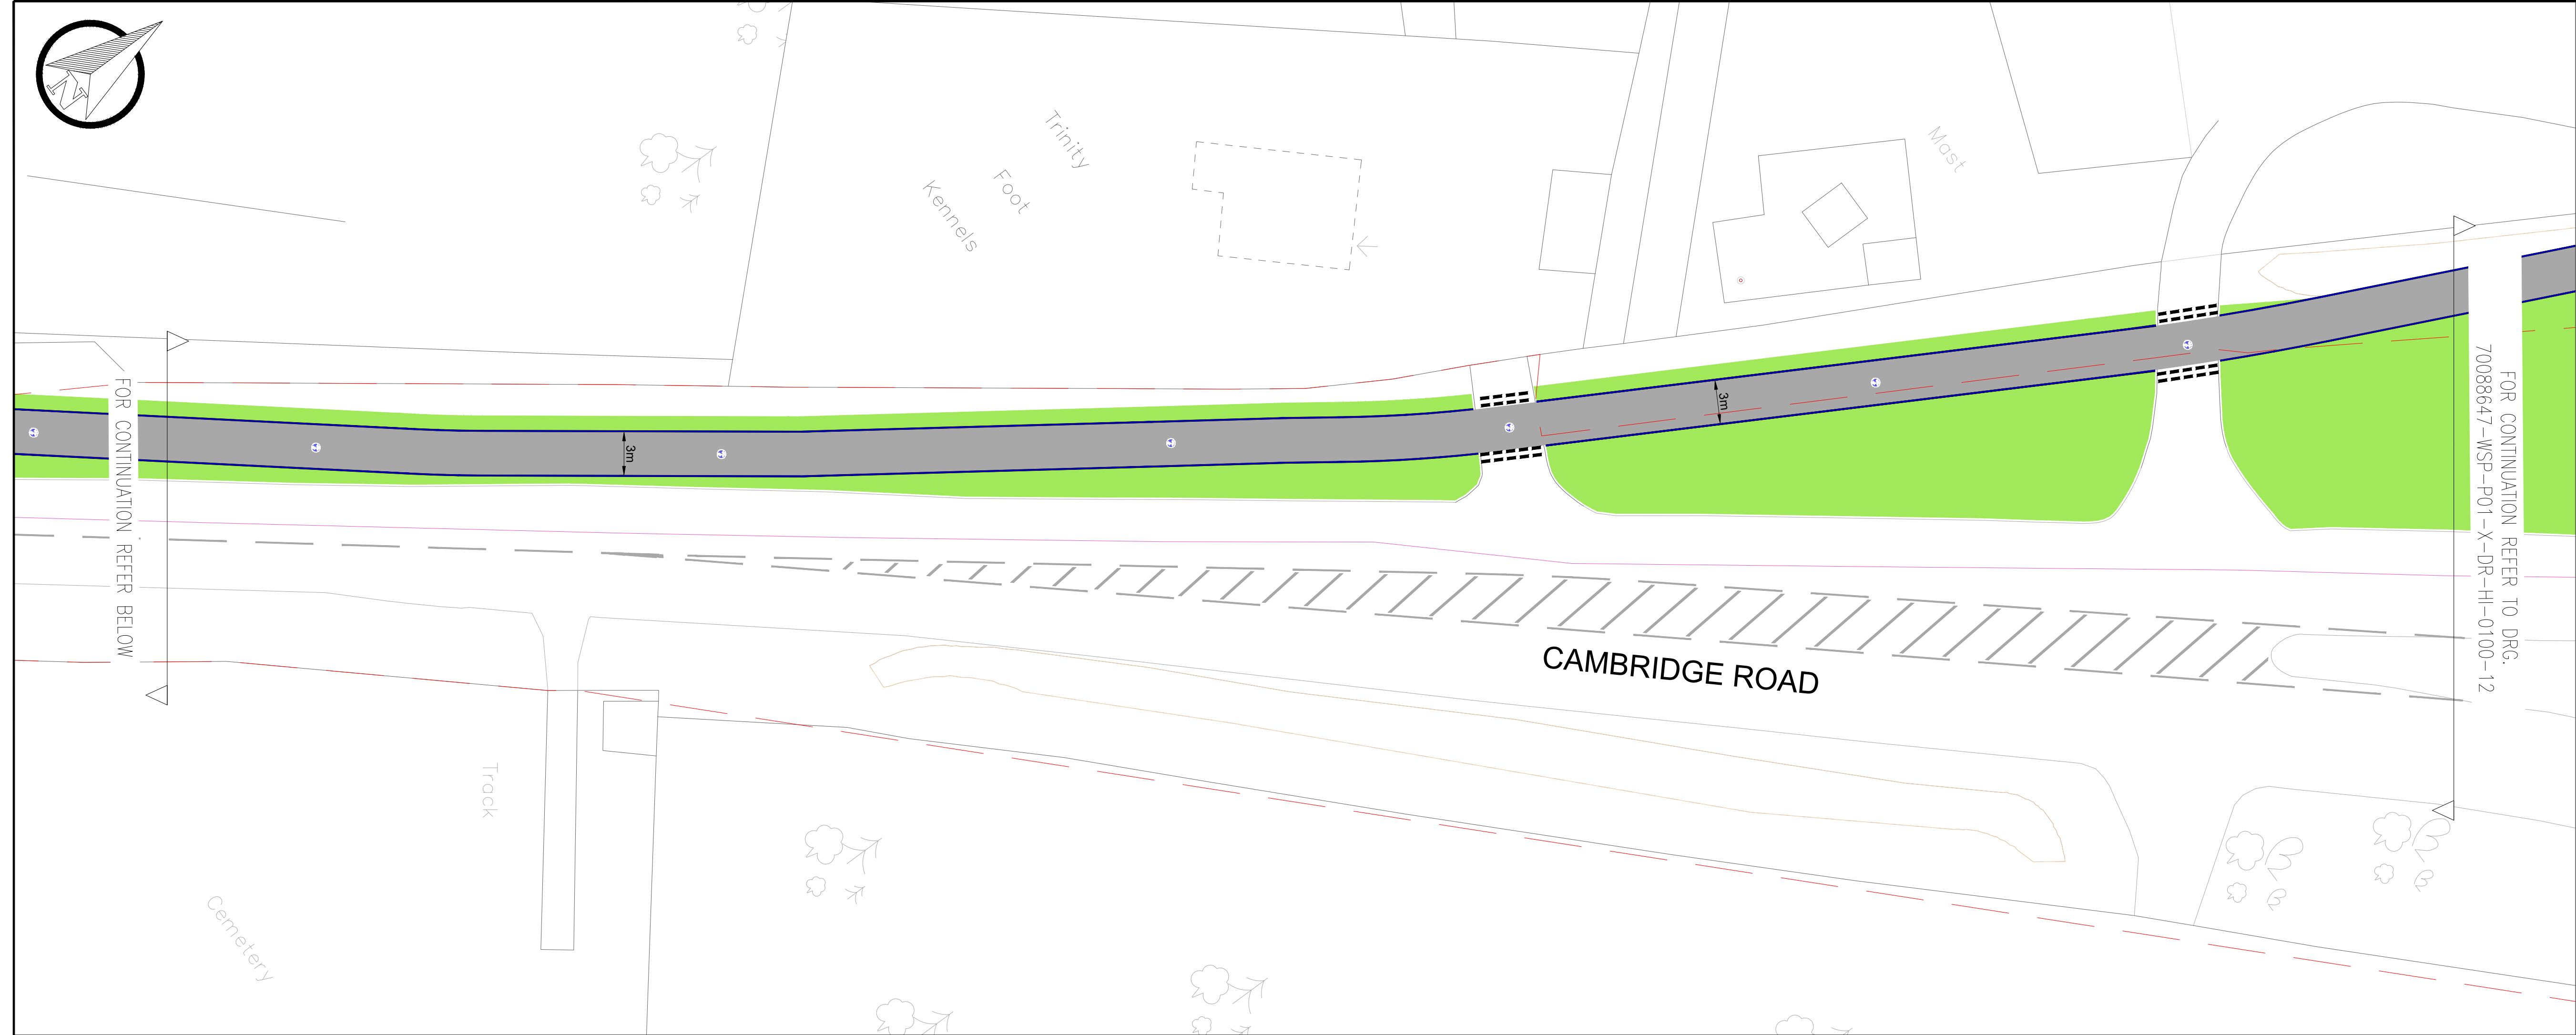 N
Trinity
Foot
Kennels
Mast
3m
3m
FOR CONTINUATION REFER BELOW
FOR CONTINUATION REFER TO DRG.
70088647-WSP-P01-X-DR-HI-0100-12
CAMBRIDGE ROAD
Track
Cemetery